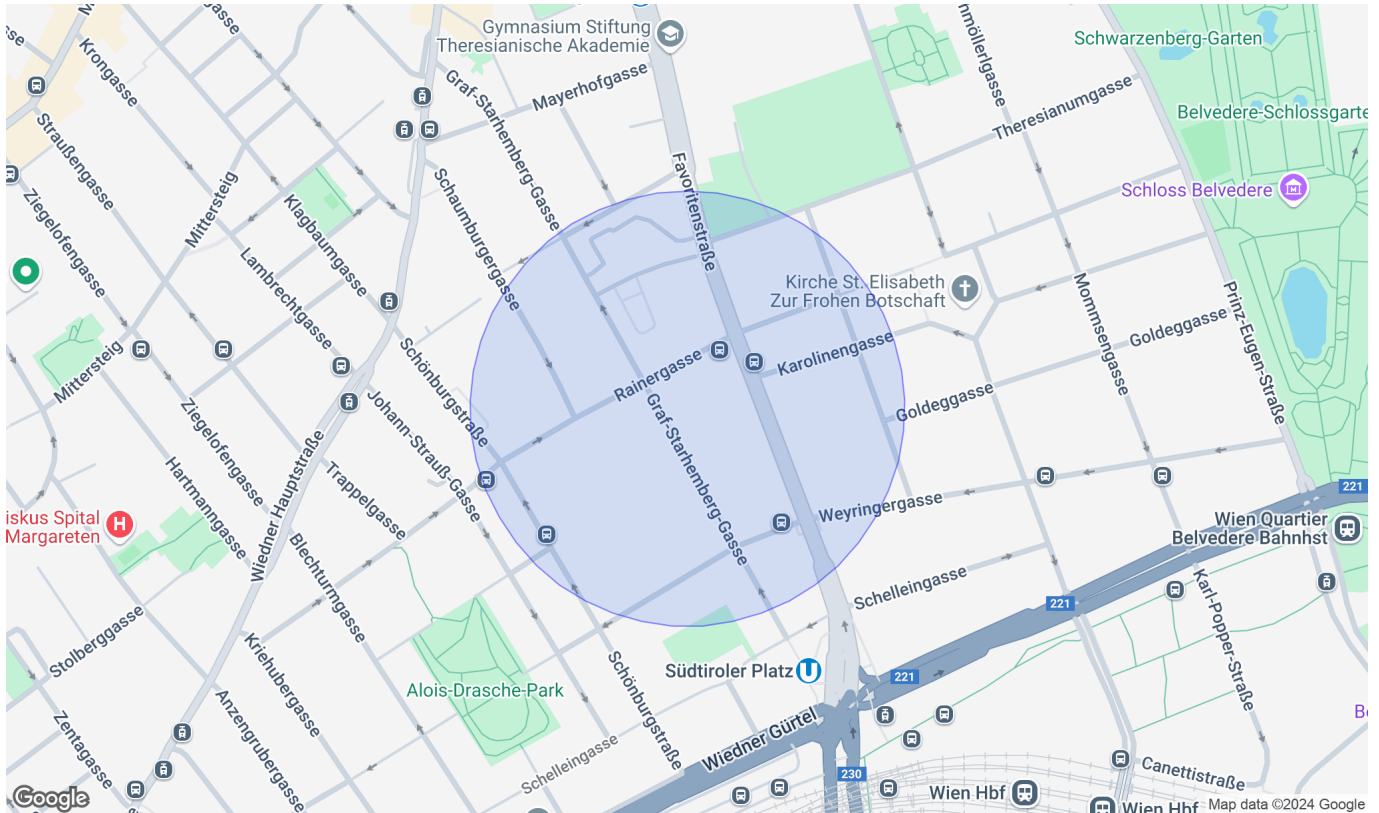 Gymnasium Stiftung
Theresianische Akademie
Schwarzenberg-Garten
Krongasse
Graf-Starhemberg-Gasse
Mayerhofgasse
Theresianumgasse
Belvedere-Schlossgarte
Straußengasse
Mittersteig
Favoritenstraße
Schaumburgergasse
Schloss Belvedere
Ziegelofengasse
Klagbaumgasse
Lambrechtgasse
Kirche St. Elisabeth
Zur Frohen Botschaft
Mommsengasse
Prinz-Eugen-Straße
Goldeggasse
Karolinengasse
Rainergasse
Mittersteig
Schönburgstraße
Goldeggasse
Graf-Starhemberg-Gasse
Johann-Strauß-Gasse
Ziegelofengasse
Hartmanngasse
Wiedner Hauptstraße
Trappelgasse
Weyringergasse
221
iskus Spital
Margareten
Wien Quartier
Belvedere Bahnhst
Blechturmgasse
Schelleingasse
221
Karl-Popper-Straße
Stolberggasse
Kriehubergasse
Südtiroler Platz
221
Alois-Drasche-Park
Schönburgstraße
Anzengrubergasse
Zentagasse
Wiedner Gürtel
Schelleingasse
230
Canettistraße
Wien Hbf
Wien Hbf
Google
Map data ©2024 Google